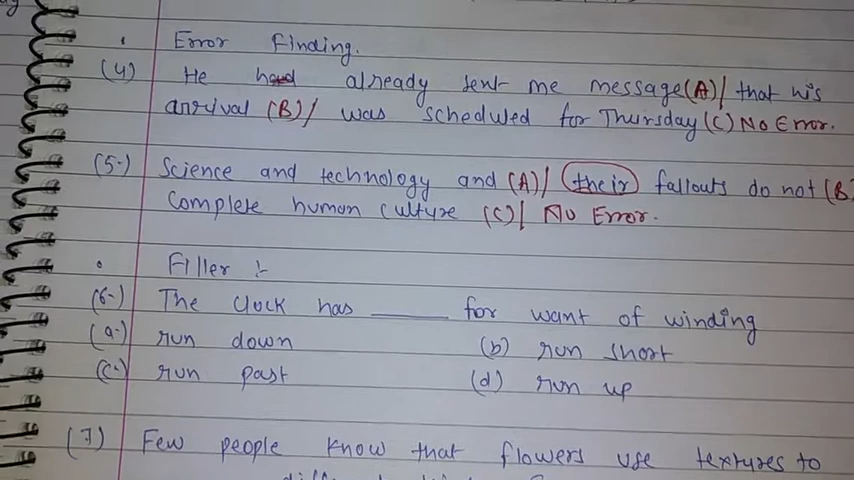 Error Finding.
(4) He had already sent me message(A)/ that his
arrival (B)/ was scheduled for Thursday (C) No Error.
(5-) Science and technology and (A)/ their fallouts do not (B)
Complete human culture (C)/ No Error.
Filler :-
(6-) The Clock has ______ for want of winding
(a-) run down (b) run short
(c-) run past (d) run up
(7) Few people know that flowers use textures to